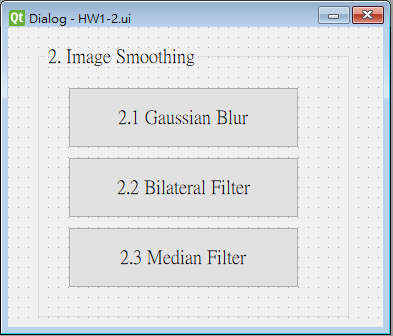 Qt Dialog - HW1-2.ui
2. Image Smoothing
2.1 Gaussian Blur
2.2 Bilateral Filter
2.3 Median Filter